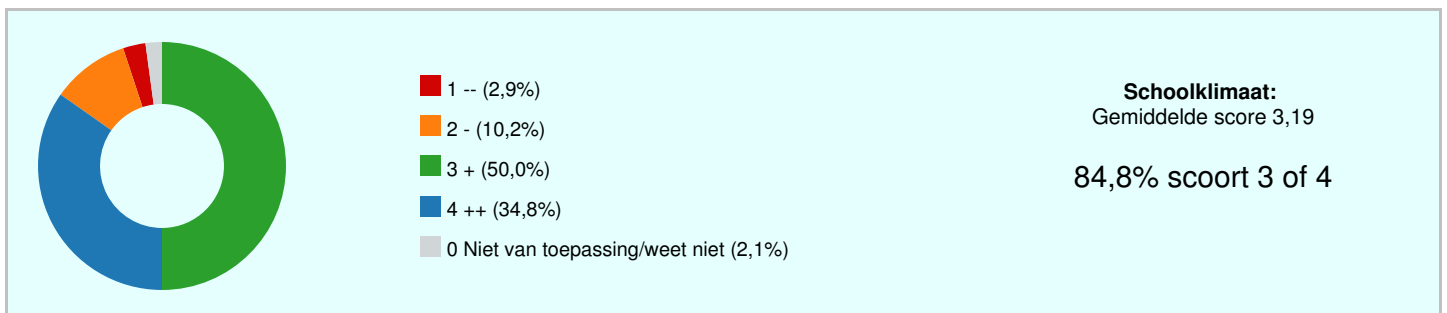 1 -- (2,9%)
2 - (10,2%)
3 + (50,0%)
4 ++ (34,8%)
0 Niet van toepassing/weet niet (2,1%)
Schoolklimaat:
Gemiddelde score 3,19
84,8% scoort 3 of 4